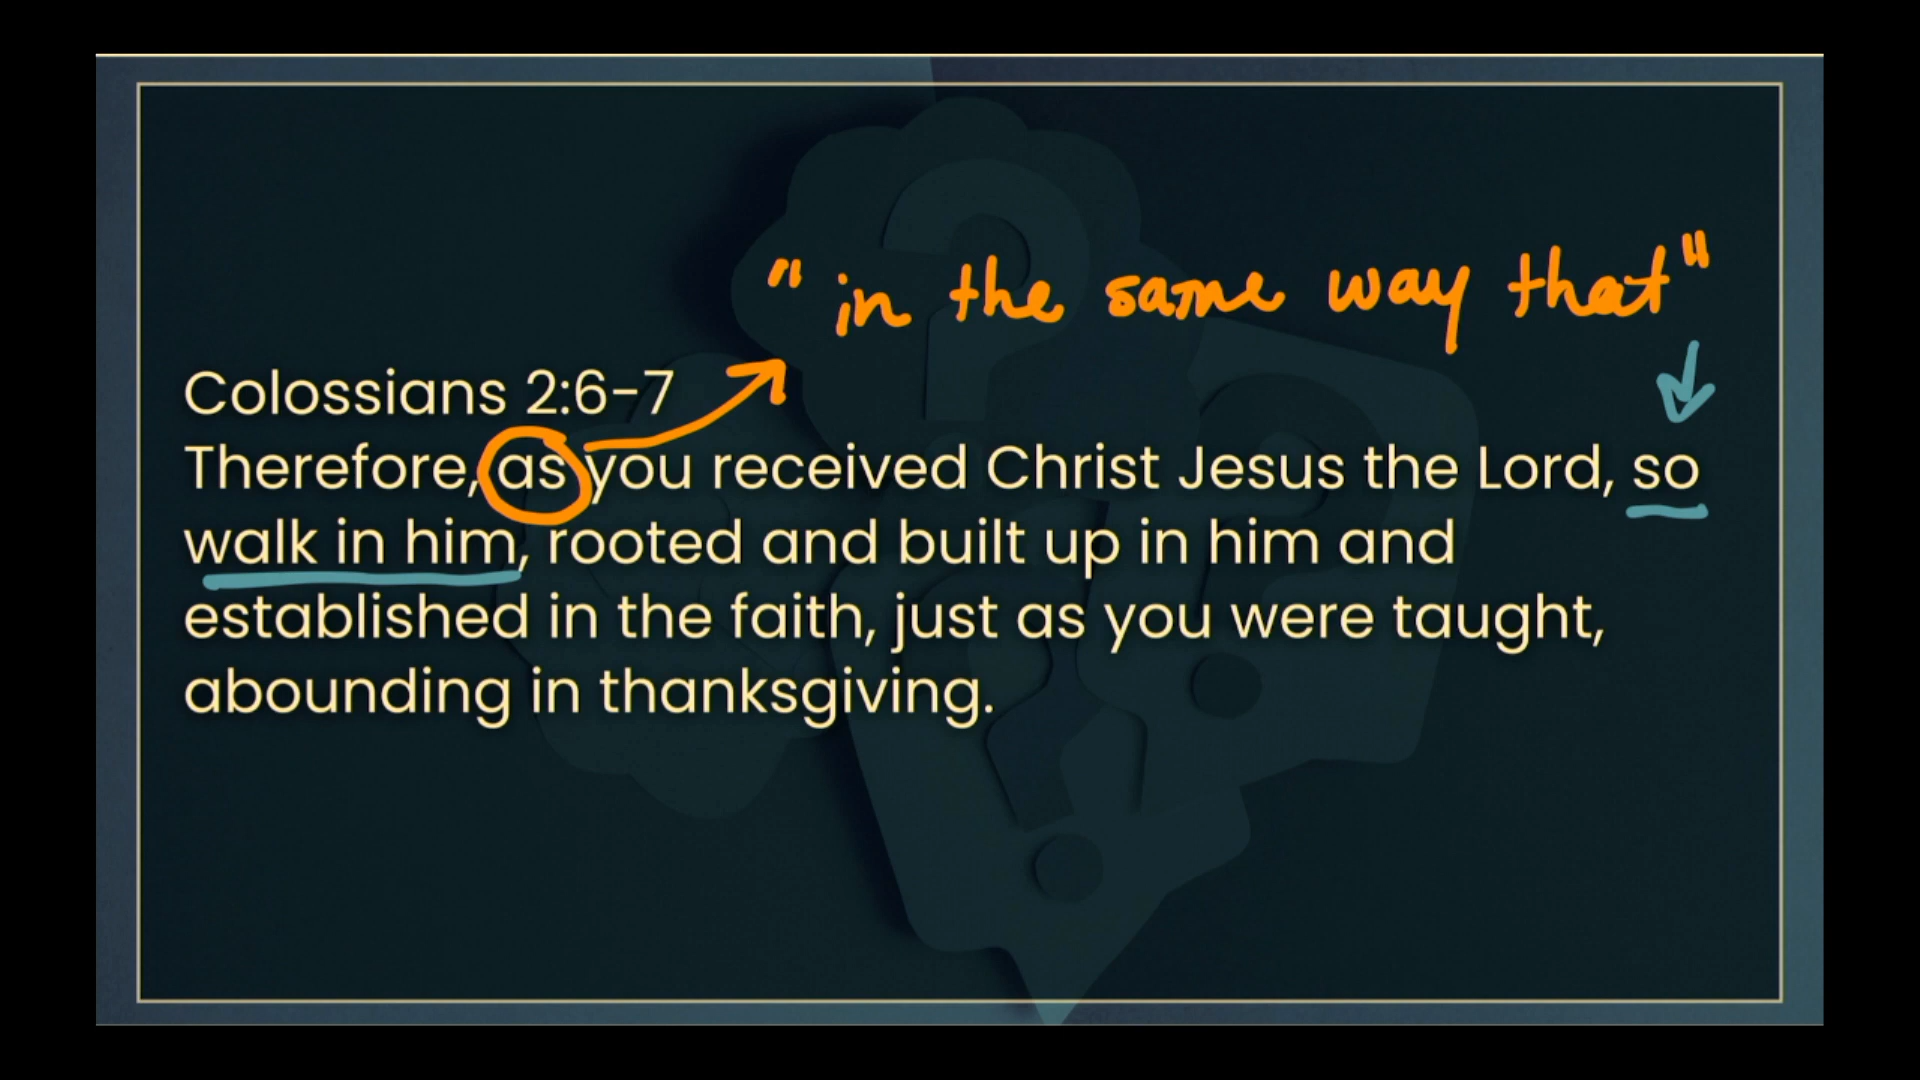 "in the same way that"
Colossians 2:6-7
Therefore, as you received Christ Jesus the Lord, so
walk in him, rooted and built up in him and
established in the faith, just as you were taught,
abounding in thanksgiving.